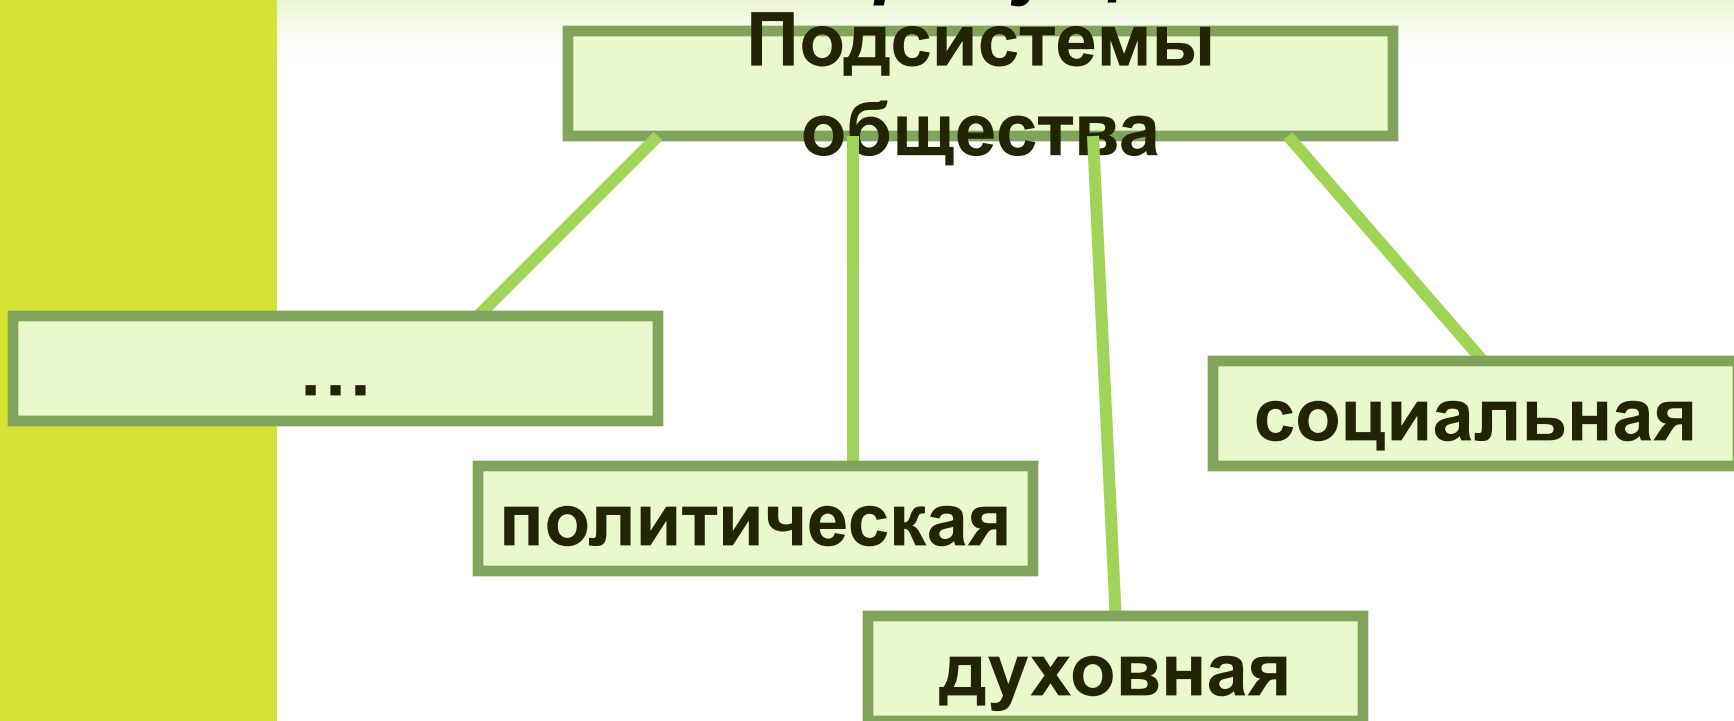 Подсистемы
общества
…
социальная
политическая
духовная